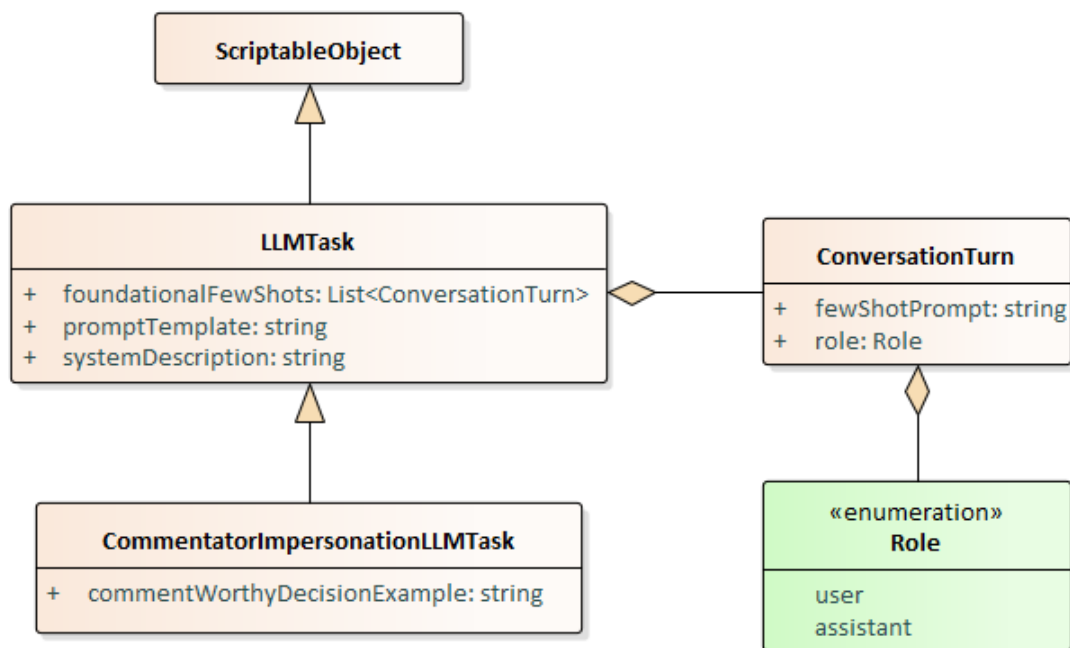 ScriptableObject
LLMTask
+ foundationalFewShots: List<ConversationTurn>
+ promptTemplate: string
+ systemDescription: string
ConversationTurn
+ fewShotPrompt: string
+ role: Role
CommentatorImpersonationLLMTask
+ commentWorthyDecisionExample: string
«enumeration»
Role
user
assistant